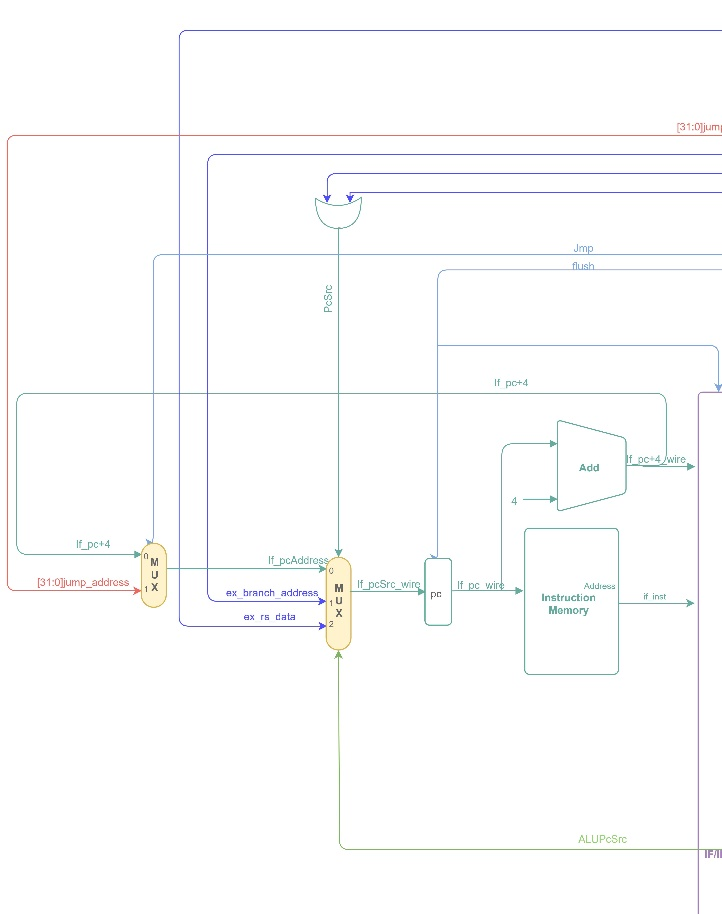 [31:0]jump
Jmp
flush
PcSrc
If_pc+4
Add
If_pc+4_wire
4
If_pc+4
0
M
U
X
1
[31:0]jump_address
If_pcAddress
0
M
U
X
1
2
ex_branch_address
ex_rs_data
If_pcSrc_wire
pc
If_pc_wire
Address
Instruction
Memory
if_inst
ALUPcSrc